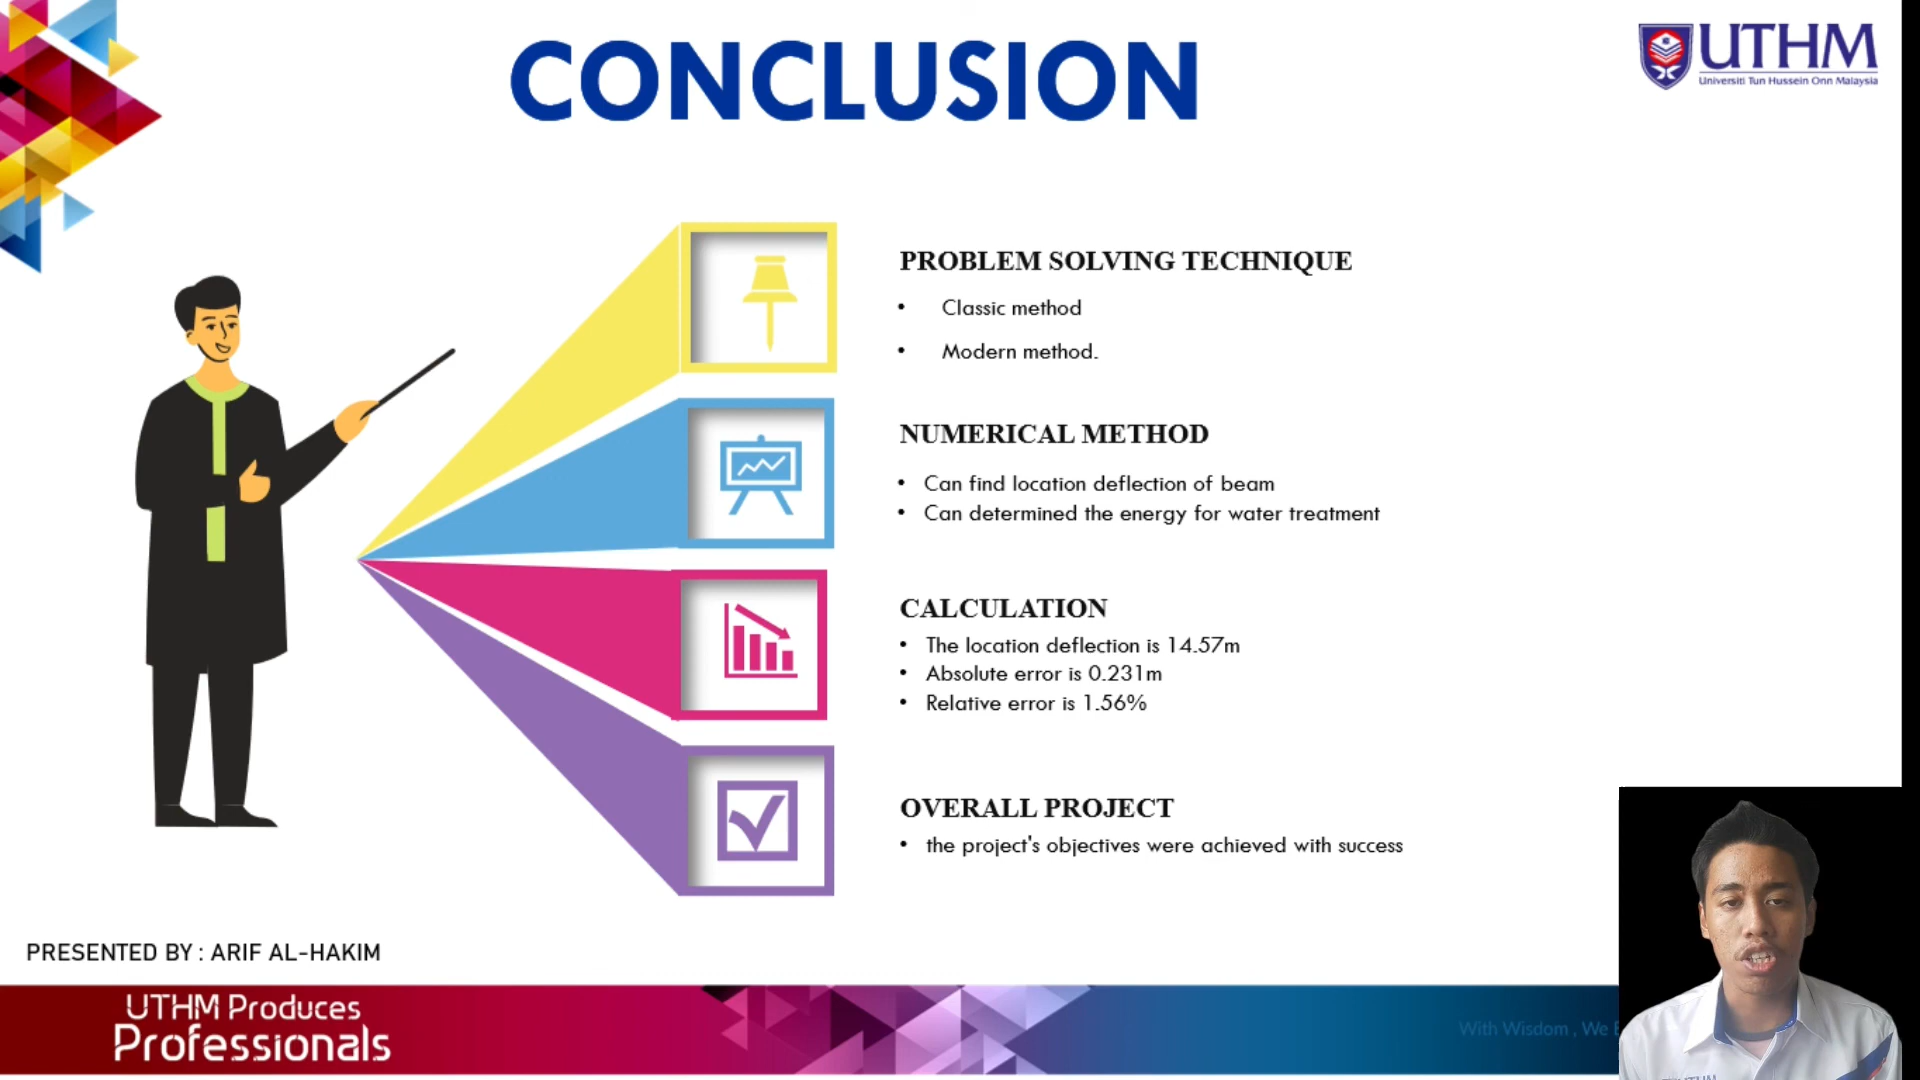 CONCLUSION
UTHM
Universiti Tun Hussein Onn Malaysia
PROBLEM SOLVING TECHNIQUE
• Classic method
• Modern method.
NUMERICAL METHOD
• Can find location deflection of beam
• Can determined the energy for water treatment
CALCULATION
• The location deflection is 14.57m
• Absolute error is 0.231m
• Relative error is 1.56%
OVERALL PROJECT
• the project's objectives were achieved with success
PRESENTED BY : ARIF AL-HAKIM
UTHM Produces
Professionals
With Wisdom , We